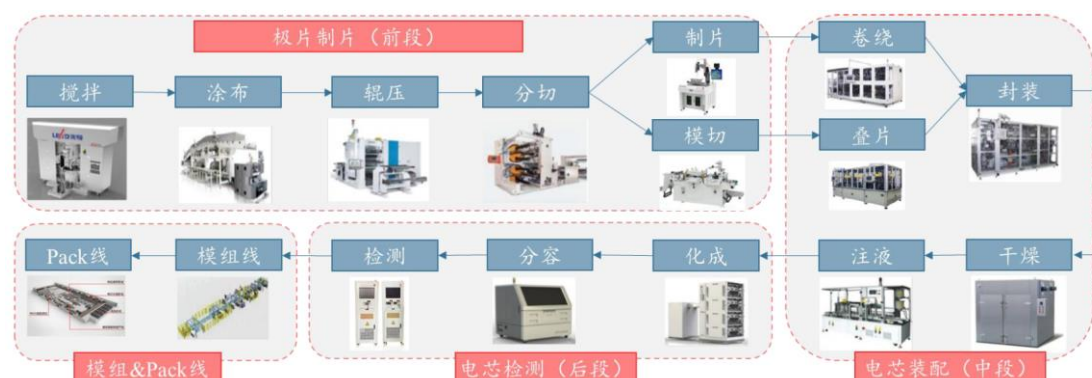 极片制片（前段）
搅拌
涂布
辊压
分切
制片
模切
卷绕
叠片
封装
干燥
注液
电芯装配（中段）
化成
分容
检测
电芯检测（后段）
模组线
Pack线
模组&Pack线